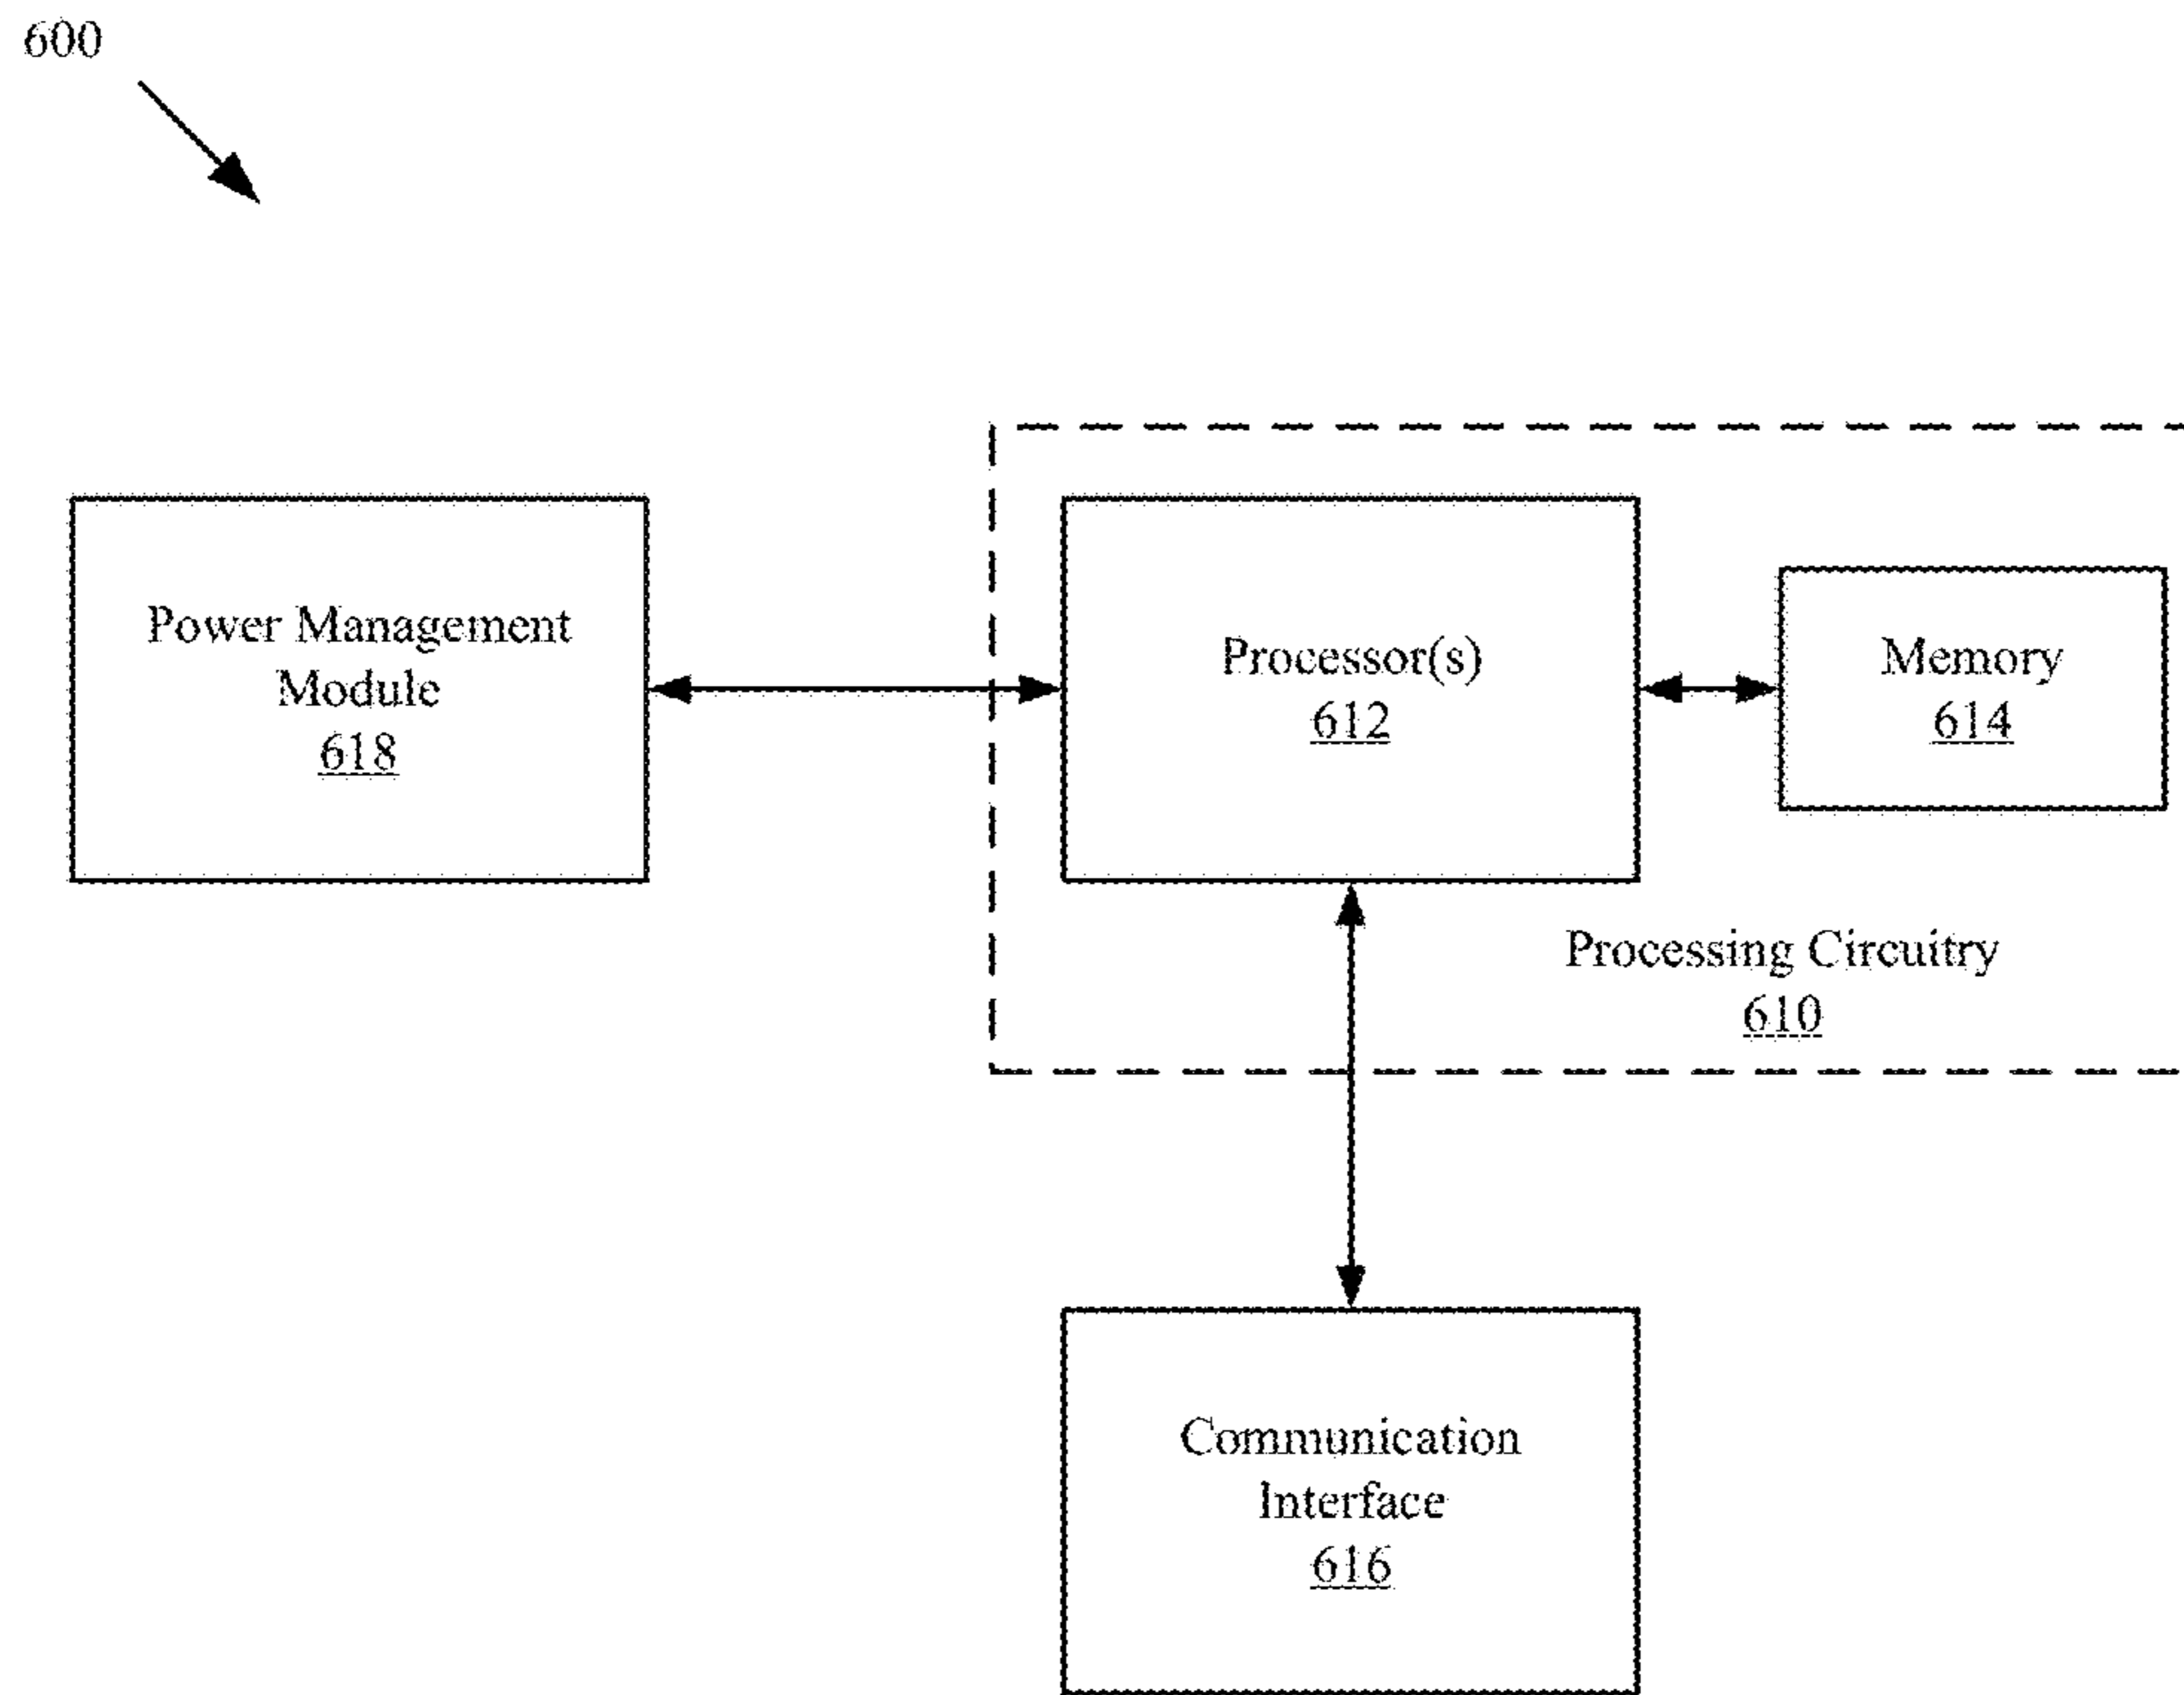 600
Power Management
Module
618
Processor(s)
612
Memory
614
Processing Circuitry
610
Communication
Interface
616